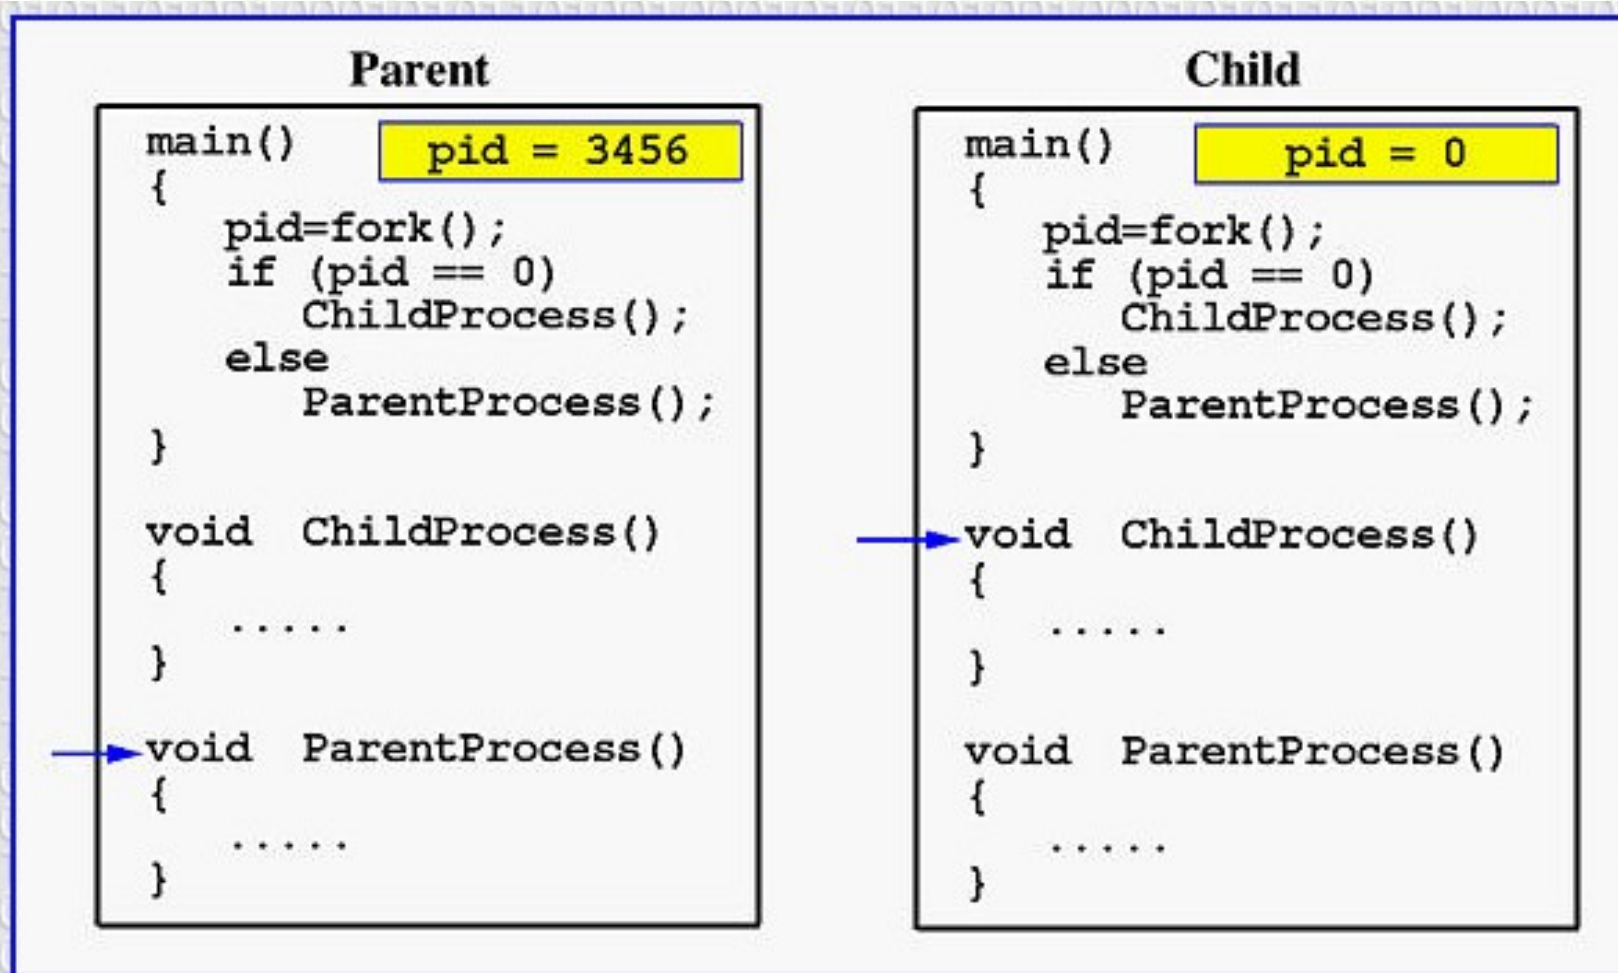 Parent
main()
pid = 3456
{
pid=fork();
if (pid == 0)
ChildProcess();
else
ParentProcess();
}
void ChildProcess()
{
.....
}
void ParentProcess()
{
.....
}
Child
main()
pid = 0
{
pid=fork();
if (pid == 0)
ChildProcess();
else
ParentProcess();
}
void ChildProcess()
{
.....
}
void ParentProcess()
{
.....
}